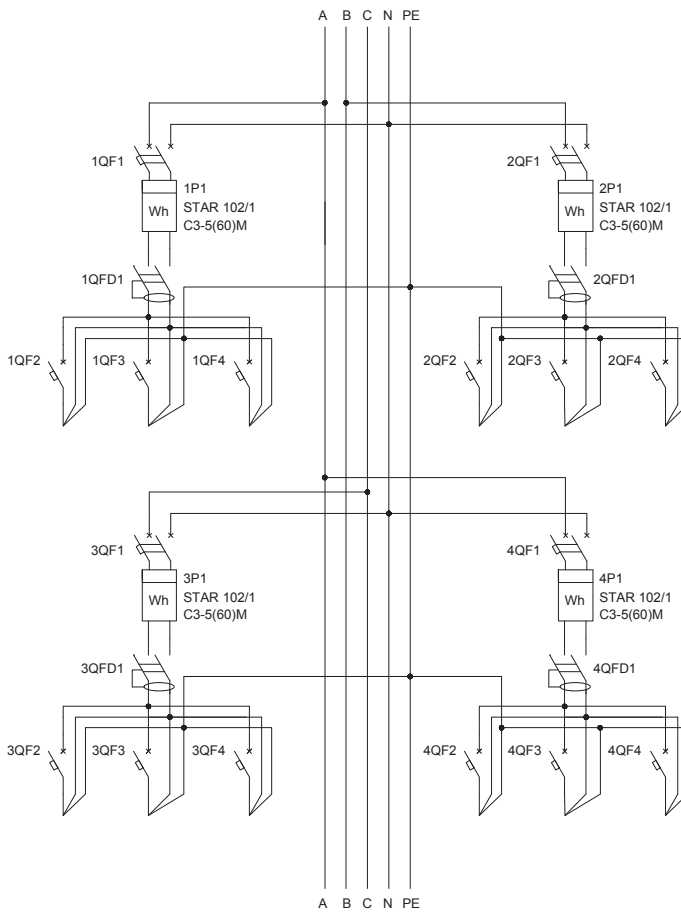 A B C N PE
1QF1
1P1
STAR 102/1
C3-5(60)M
Wh
1QFD1
1QF2 1QF3 1QF4
2QF1
2P1
STAR 102/1
C3-5(60)M
Wh
2QFD1
2QF2 2QF3 2QF4
3QF1
3P1
STAR 102/1
C3-5(60)M
Wh
3QFD1
3QF2 3QF3 3QF4
4QF1
4P1
STAR 102/1
C3-5(60)M
Wh
4QFD1
4QF2 4QF3 4QF4
A B C N PE